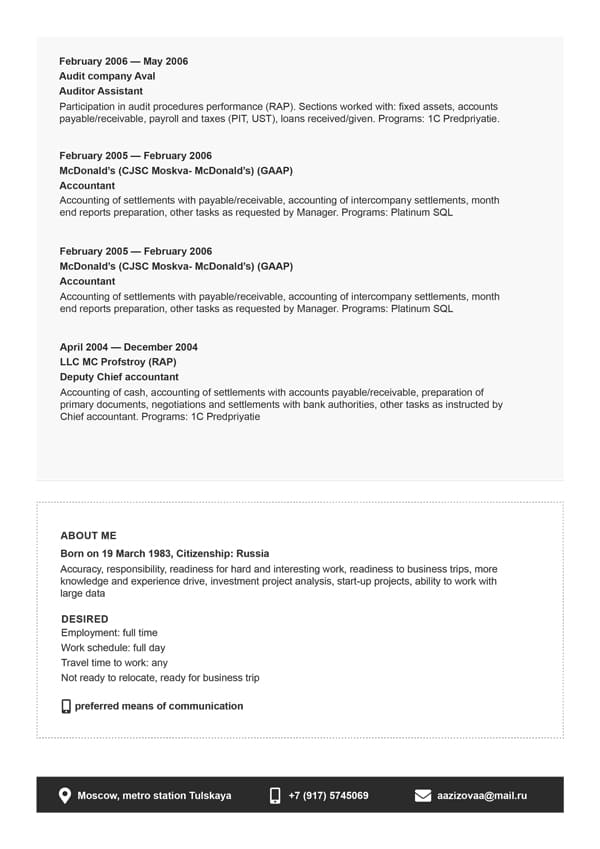 February 2006 — May 2006
Audit company Aval
Auditor Assistant
Participation in audit procedures performance (RAP). Sections worked with: fixed assets, accounts
payable/receivable, payroll and taxes (PIT, UST), loans received/given. Programs: 1C Predpriyatie.
February 2005 — February 2006
McDonald's (CJSC Moskva- McDonald's) (GAAP)
Accountant
Accounting of settlements with payable/receivable, accounting of intercompany settlements, month
end reports preparation, other tasks as requested by Manager. Programs: Platinum SQL
February 2005 — February 2006
McDonald's (CJSC Moskva- McDonald's) (GAAP)
Accountant
Accounting of settlements with payable/receivable, accounting of intercompany settlements, month
end reports preparation, other tasks as requested by Manager. Programs: Platinum SQL
April 2004 — December 2004
LLC MC Profstroy (RAP)
Deputy Chief accountant
Accounting of cash, accounting of settlements with accounts payable/receivable, preparation of
primary documents, negotiations and settlements with bank authorities, other tasks as instructed by
Chief accountant. Programs: 1C Predpriyatie
ABOUT ME
Born on 19 March 1983, Citizenship: Russia
Accuracy, responsibility, readiness for hard and interesting work, readiness to business trips, more
knowledge and experience drive, investment project analysis, start-up projects, ability to work with
large data
DESIRED
Employment: full time
Work schedule: full day
Travel time to work: any
Not ready to relocate, ready for business trip
preferred means of communication
Moscow, metro station Tulskaya +7 (917) 5745069 aazizovaa@mail.ru